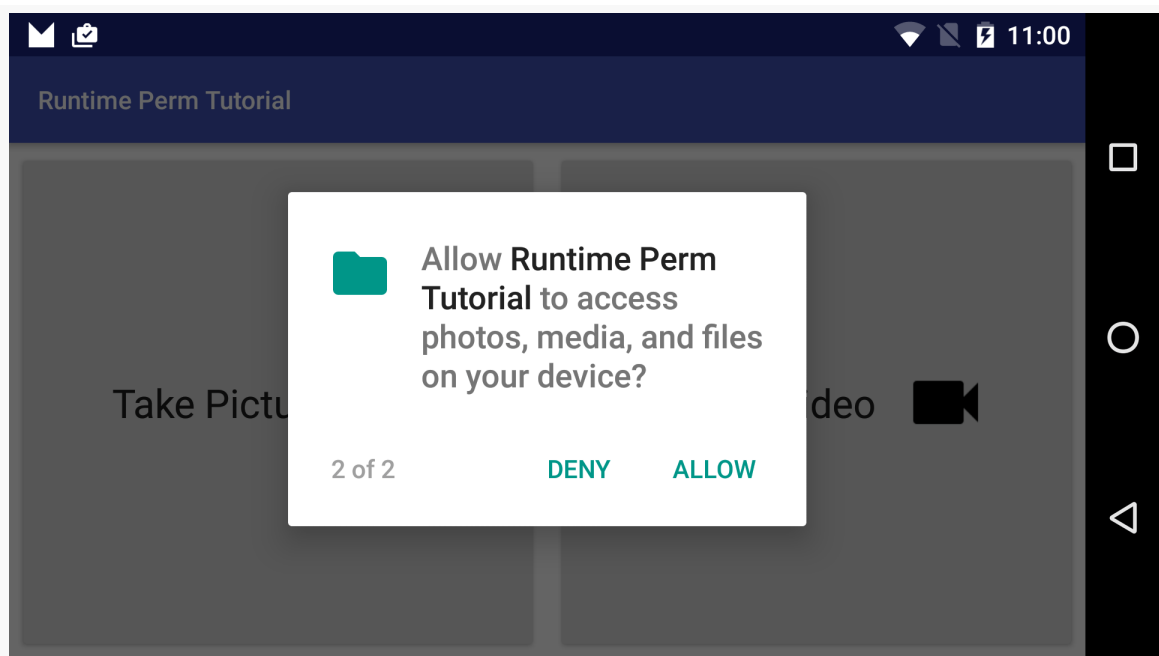 11:00
Runtime Perm Tutorial
Allow Runtime Perm
Tutorial to access
photos, media, and files
on your device?
Take Pictu
deo
2 of 2
DENY
ALLOW